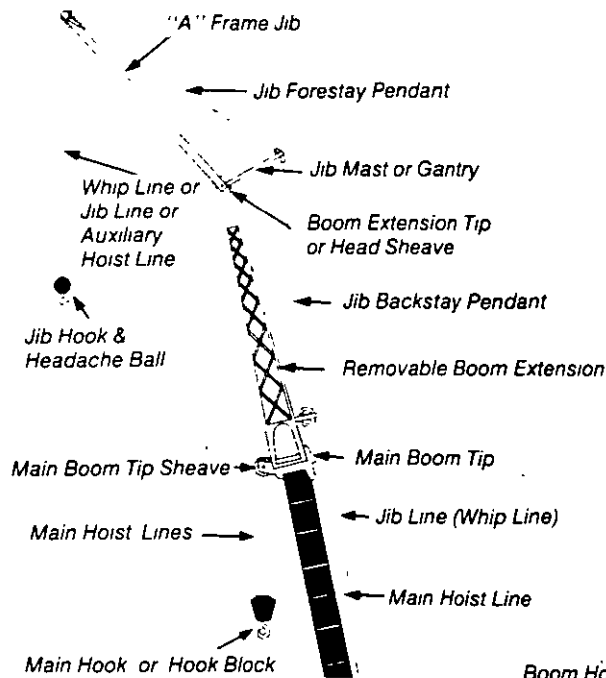 "A" Frame Jib
Jib Forestay Pendant
Jib Mast or Gantry
Whip Line or
Jib Line or
Auxiliary
Hoist Line
Boom Extension Tip
or Head Sheave
Jib Backstay Pendant
Jib Hook &
Headache Ball
Removable Boom Extension
Main Boom Tip Sheave
Main Boom Tip
Jib Line (Whip Line)
Main Hoist Lines
Main Hoist Line
Main Hook or Hook Block
Boom Ho